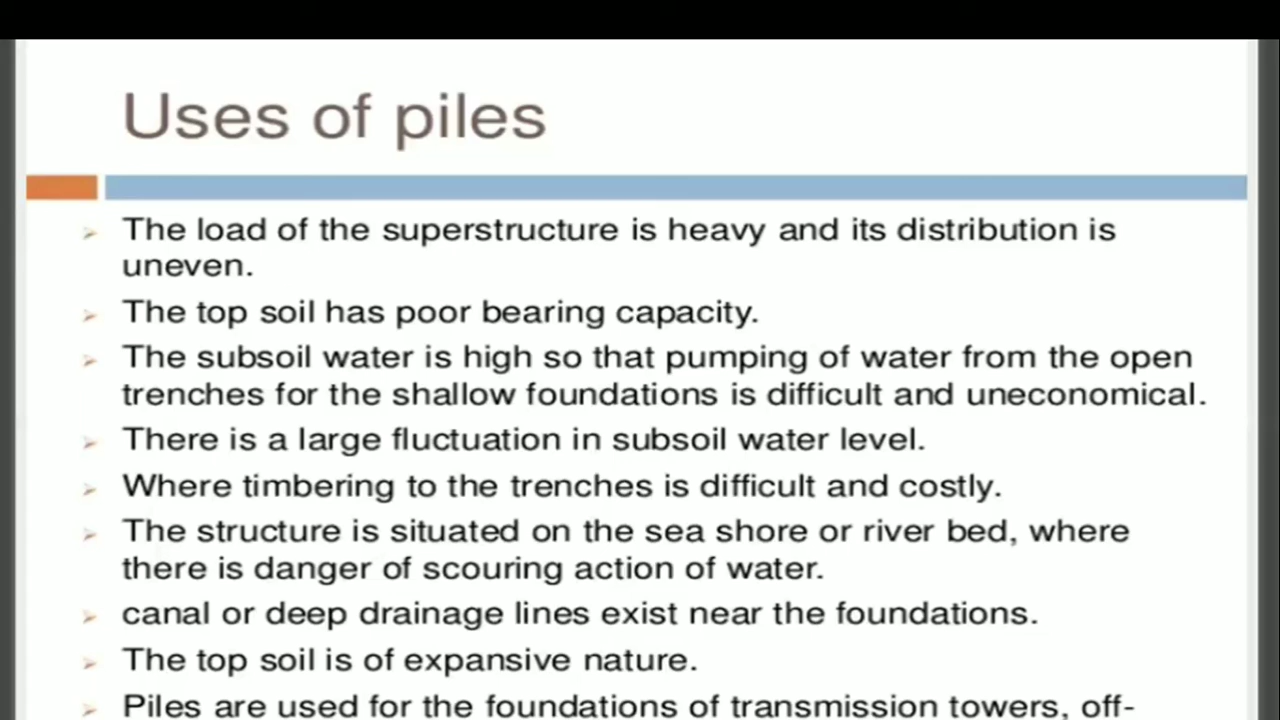 Uses of piles
The load of the superstructure is heavy and its distribution is
uneven.
The top soil has poor bearing capacity.
The subsoil water is high so that pumping of water from the open
trenches for the shallow foundations is difficult and uneconomical.
There is a large fluctuation in subsoil water level.
Where timbering to the trenches is difficult and costly.
The structure is situated on the sea shore or river bed, where
there is danger of scouring action of water.
canal or deep drainage lines exist near the foundations.
The top soil is of expansive nature.
Piles are used for the foundations of transmission towers, off-